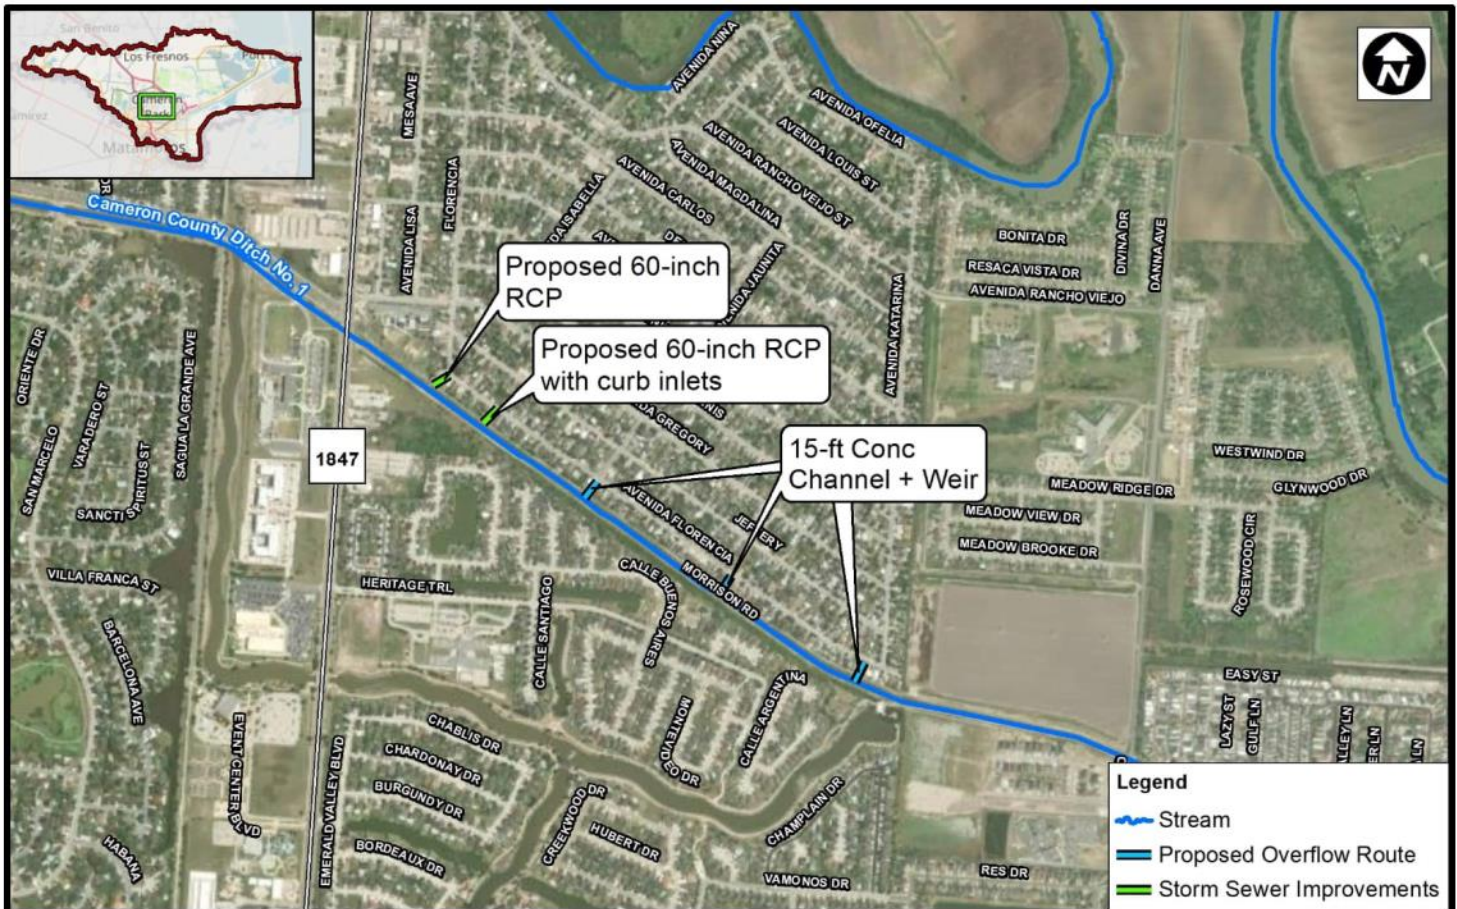 San Benito
Los Fresnos
Cameron
Park
Matamoros
N
AVENIDA NINA
MESA AVE
AVENIDA OFELIA
AVENIDA LOUIS ST
AVENIDA RANCHO VEIJO ST
AVENIDA MAGDALINA
AVENIDA CARLOS
FLORENCIA
AVENIDA LISA
Cameron County Ditch No. 1
BONITA DR
DIVINA DR
DANNA AVE
RESACA VISTA DR
AVENIDA RANCHO VIEJO
AVENIDA KATARINA
Proposed 60-inch
RCP
Proposed 60-inch RCP
with curb inlets
15-ft Conc
Channel + Weir
1847
ORIENTE DR
SAN MARCELO
VARADERO ST
SANCTI SPIRITUS ST
SAGUA LA GRANDE AVE
WESTWIND DR
GLYNWOOD DR
MEADOW RIDGE DR
MEADOW VIEW DR
MEADOW BROOKE DR
ROSEWOOD CIR
AVENIDA FLORENCIA
JEFFERY
MORRISON RD
VILLA FRANCA ST
HERITAGE TRL
CALLE SANTIAGO
CALLE BUENOS AIRES
BARCELONA AVE
MONTEVIDEO DR
CALLE ARGENTINA
EASY ST
LAZY ST
GULF LN
EVENT CENTER BLVD
EMERALD VALLEY BLVD
CHABLIS DR
CHARDONAY DR
BURGUNDY DR
BORDEAUX DR
CREEKWOOD DR
HUBERT DR
CHAMPLAIN DR
VAMONOS DR
RES DR
HABANA
Legend
Stream
Proposed Overflow Route
Storm Sewer Improvements